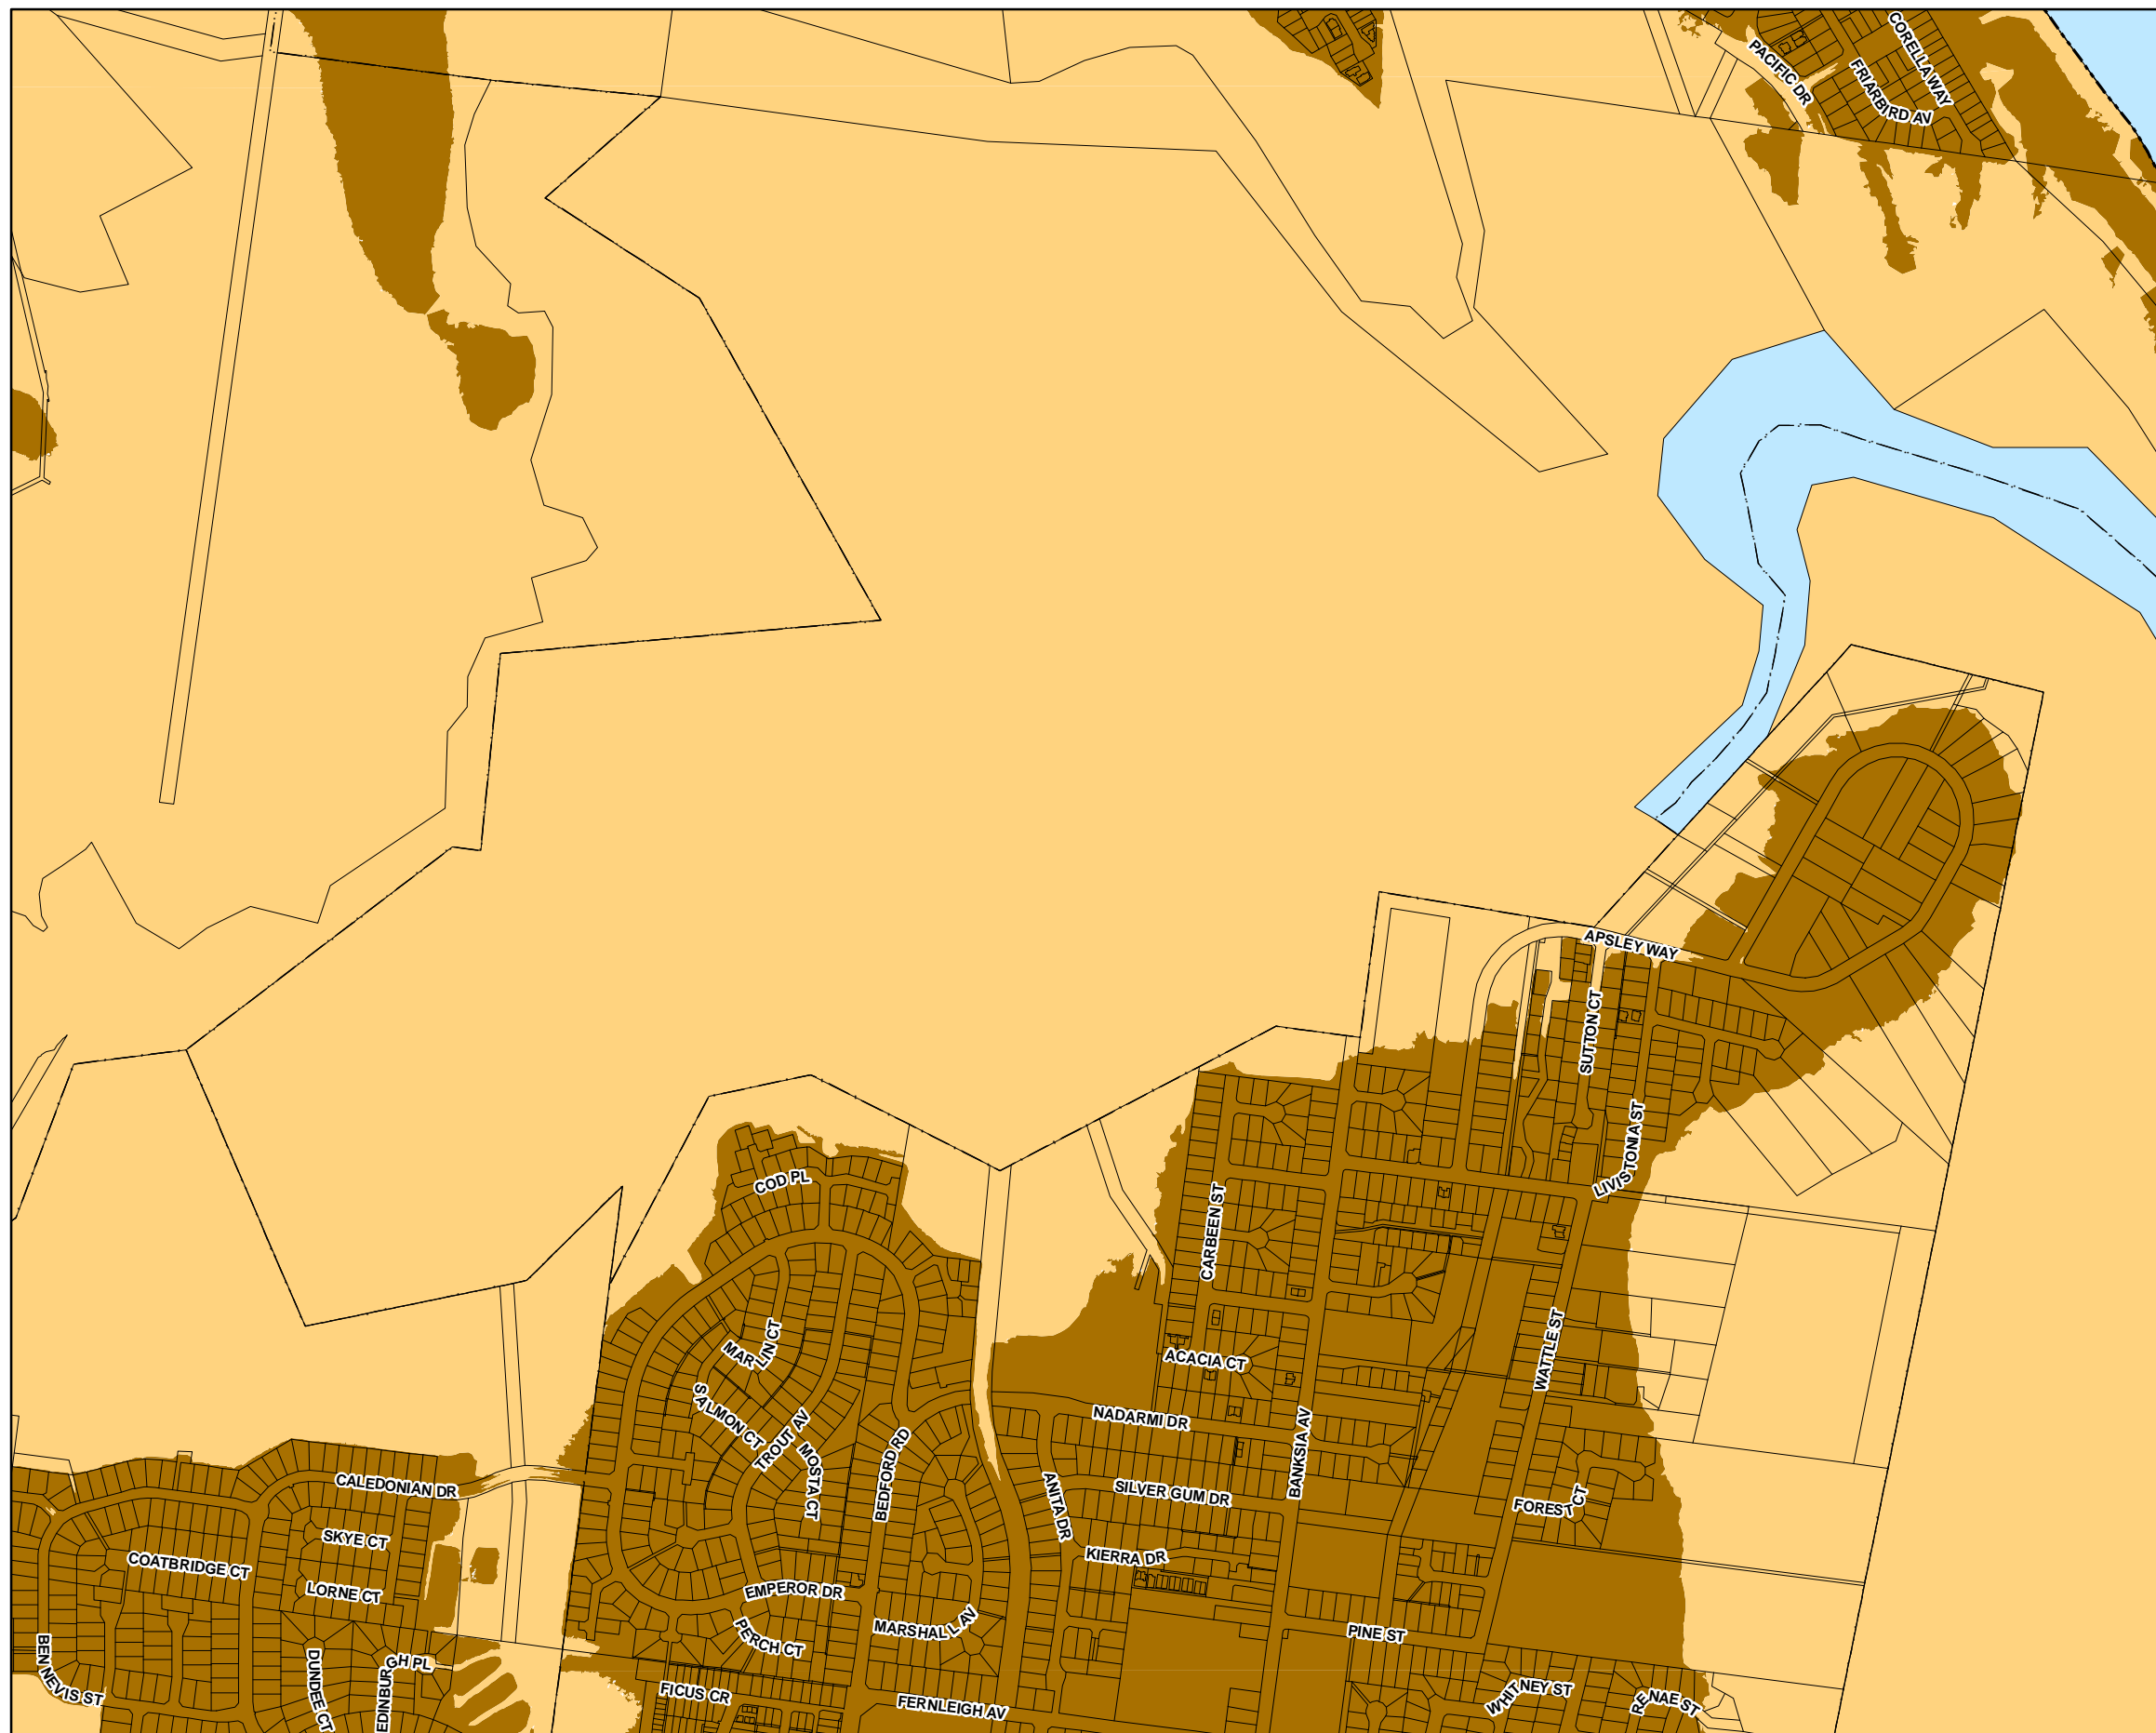 CORELLA WAY
PACIFIC DR
FRIARBIRD AV
APSLEY WAY
SUTTON CT
LIVISTONIA ST
COD PL
CARBEEN ST
MARLIN CT
ACACIA CT
WATTLE ST
SALMON CT
TROUT AV
MOSTA CT
BEDFORD RD
NADARMI DR
BANKSIA AV
CALEDONIAN DR
ANITA DR
SILVER GUM DR
FOREST CT
SKYE CT
COATBRIDGE CT
KIERRA DR
LORNE CT
EMPEROR DR
MARSHALL AV
PERCH CT
PINE ST
BEN NEVIS ST
DUNDEE CT
EDINBURGH PL
FICUS CR
FERNLEIGH AV
WHITNEY ST
RENAE ST